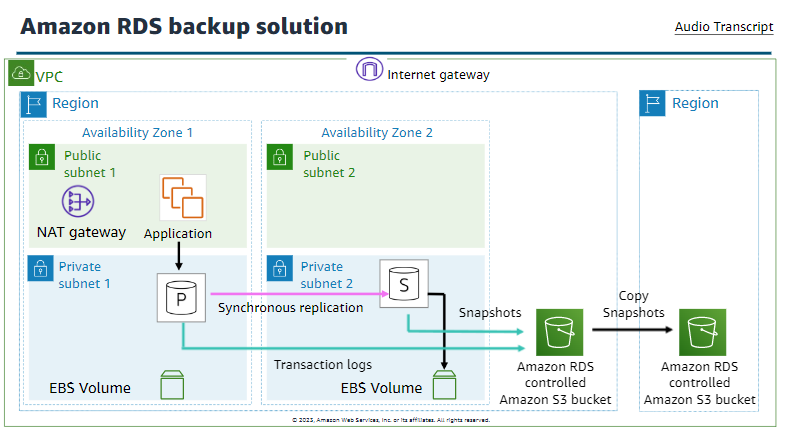 Amazon RDS backup solution
Audio Transcript
VPC
Internet gateway
Region
Region
Availability Zone 1
Availability Zone 2
Public
subnet 1
Public
subnet 2
NAT gateway
Application
Private
subnet 1
Private
subnet 2
P
S
Synchronous replication
Snapshots
Copy
Snapshots
Transaction logs
Amazon RDS
controlled
Amazon S3 bucket
Amazon RDS
controlled
Amazon S3 bucket
EBS Volume
EBS Volume
© 2023, Amazon Web Services, Inc. or its affiliates. All rights reserved.